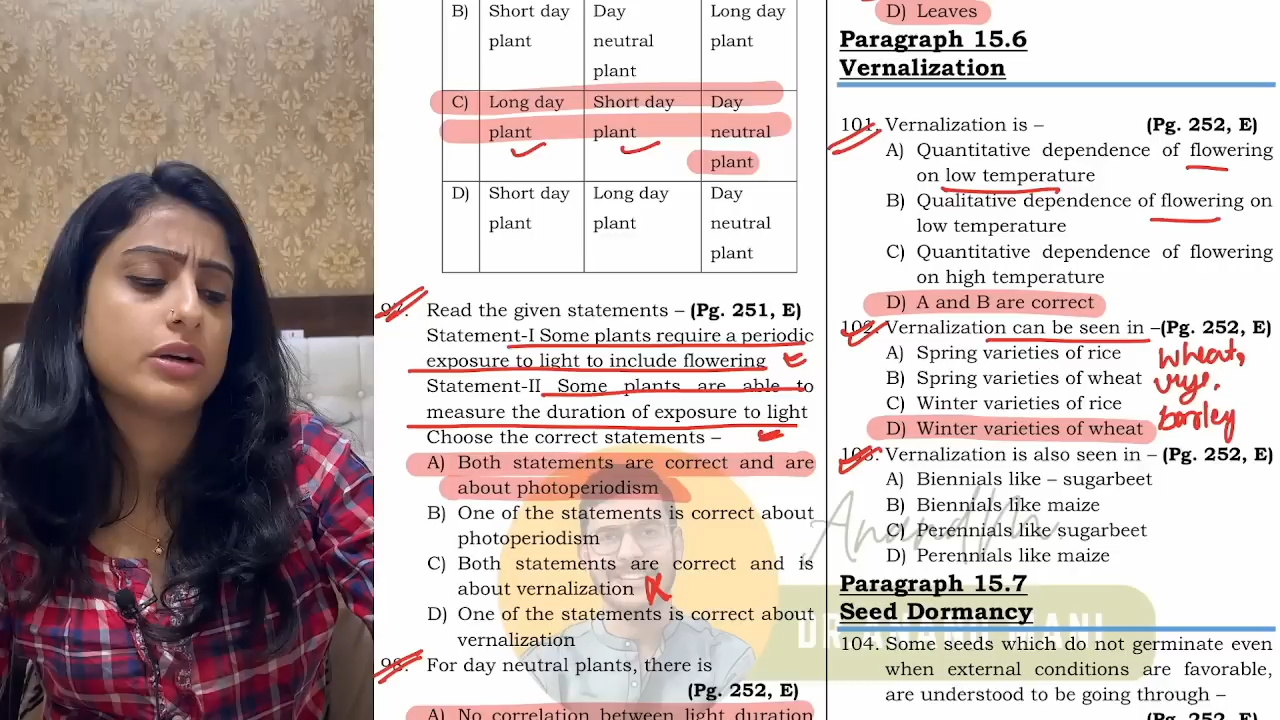 B) Short day Day Long day
plant neutral plant
plant
C) Long day Short day Day
plant plant neutral
plant
D) Short day Long day Day
plant plant neutral
plant
97. Read the given statements – (Pg. 251, E)
Statement-I Some plants require a periodic
exposure to light to include flowering
Statement-II Some plants are able to
measure the duration of exposure to light
Choose the correct statements –
A) Both statements are correct and are
about photoperiodism
B) One of the statements is correct about
photoperiodism
C) Both statements are correct and is
about vernalization
D) One of the statements is correct about
vernalization
98. For day neutral plants, there is
(Pg. 252, E)
A) No correlation between light duration
D) Leaves
Paragraph 15.6
Vernalization
101. Vernalization is – (Pg. 252, E)
A) Quantitative dependence of flowering
on low temperature
B) Qualitative dependence of flowering on
low temperature
C) Quantitative dependence of flowering
on high temperature
D) A and B are correct
102. Vernalization can be seen in –(Pg. 252, E)
A) Spring varieties of rice
B) Spring varieties of wheat
C) Winter varieties of rice
D) Winter varieties of wheat
wheat,
rye,
barley
103. Vernalization is also seen in – (Pg. 252, E)
A) Biennials like – sugarbeet
B) Biennials like maize
C) Perennials like sugarbeet
D) Perennials like maize
Paragraph 15.7
Seed Dormancy
104. Some seeds which do not germinate even
when external conditions are favorable,
are understood to be going through –
(Pg. 252, E)